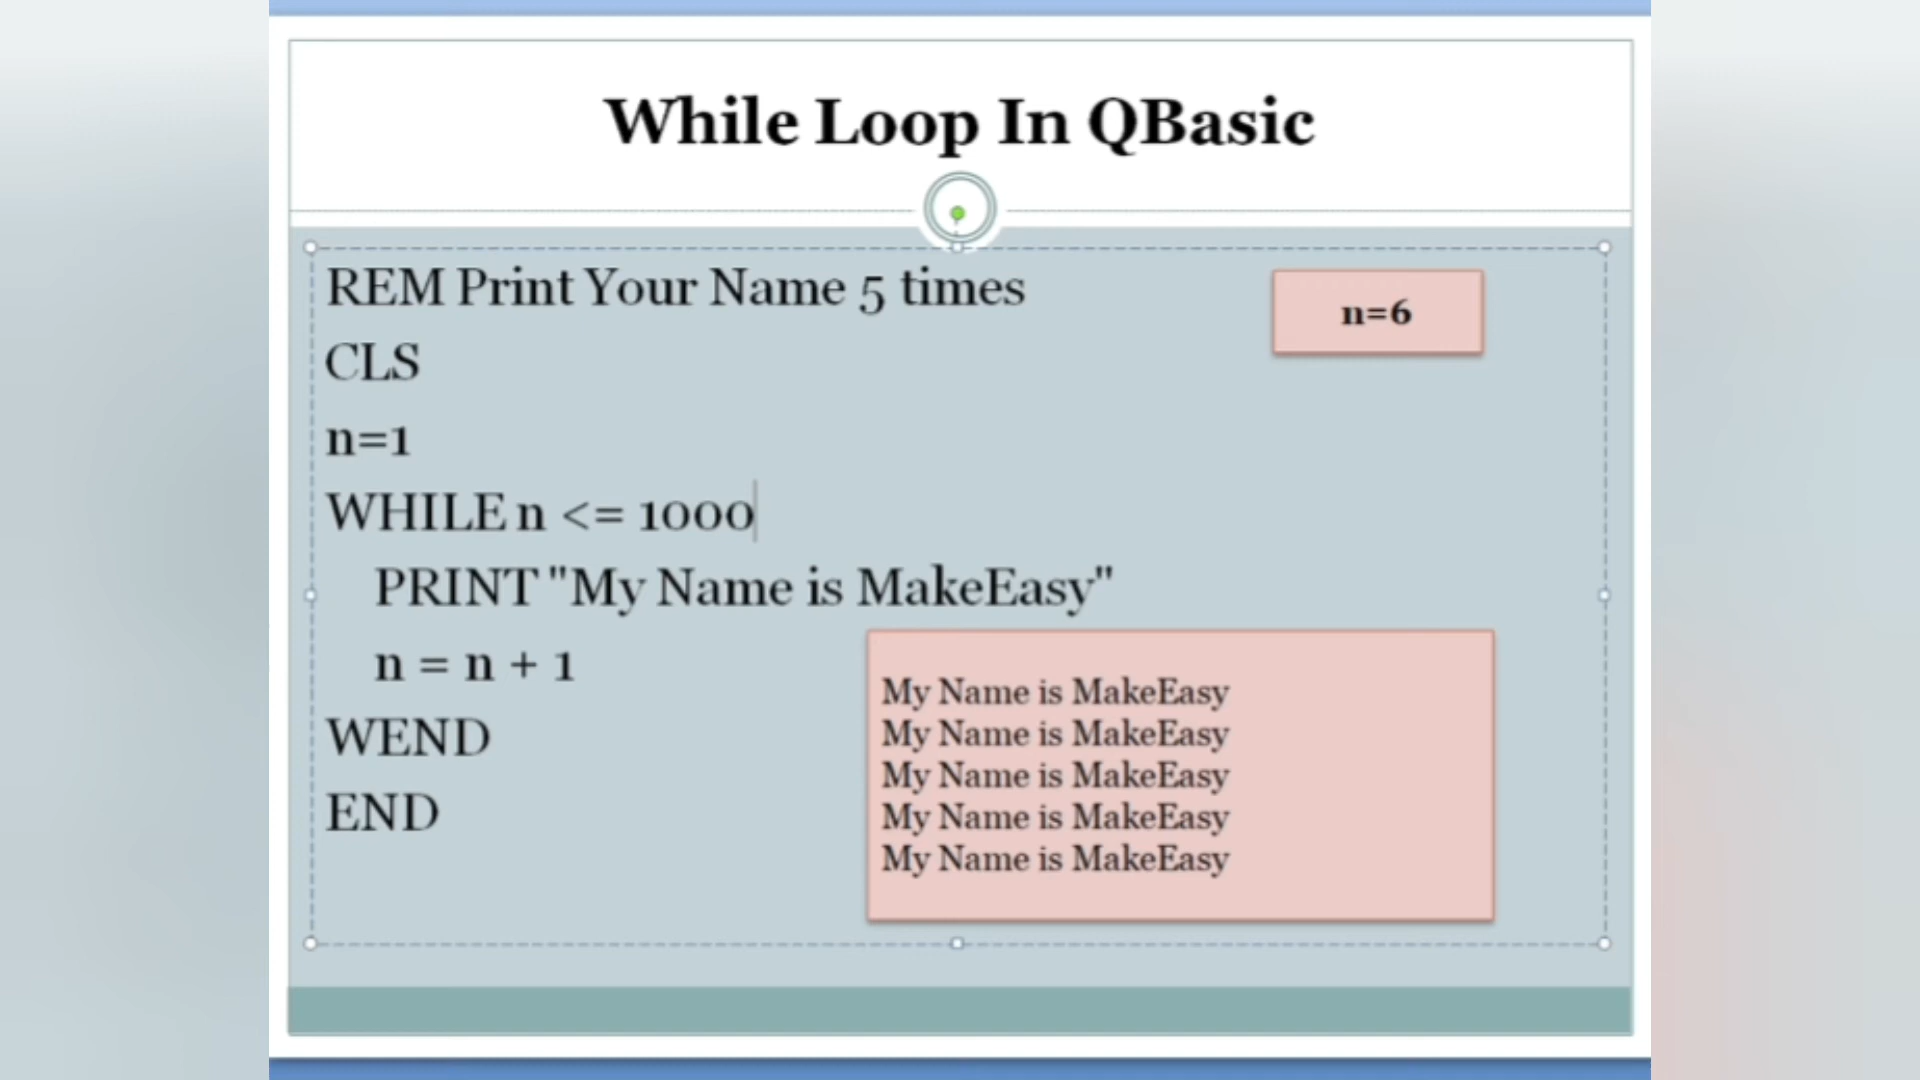 While Loop In QBasic
REM Print Your Name 5 times
n=6
CLS
n=1
WHILE n <= 1000
PRINT "My Name is MakeEasy"
n = n + 1
WEND
END
My Name is MakeEasy
My Name is MakeEasy
My Name is MakeEasy
My Name is MakeEasy
My Name is MakeEasy